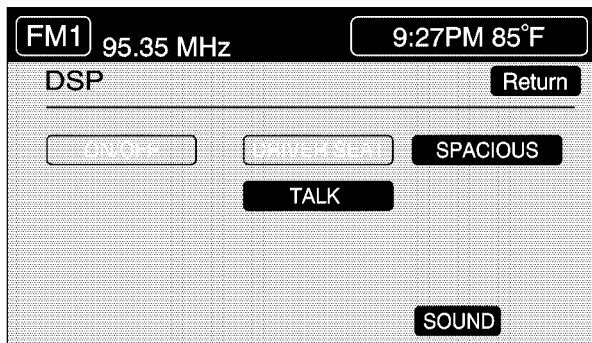 FM1 95.35 MHz 9:27PM 85°F
DSP Return
ON/OFF DRIVER SEAT SPACIOUS
TALK
SOUND